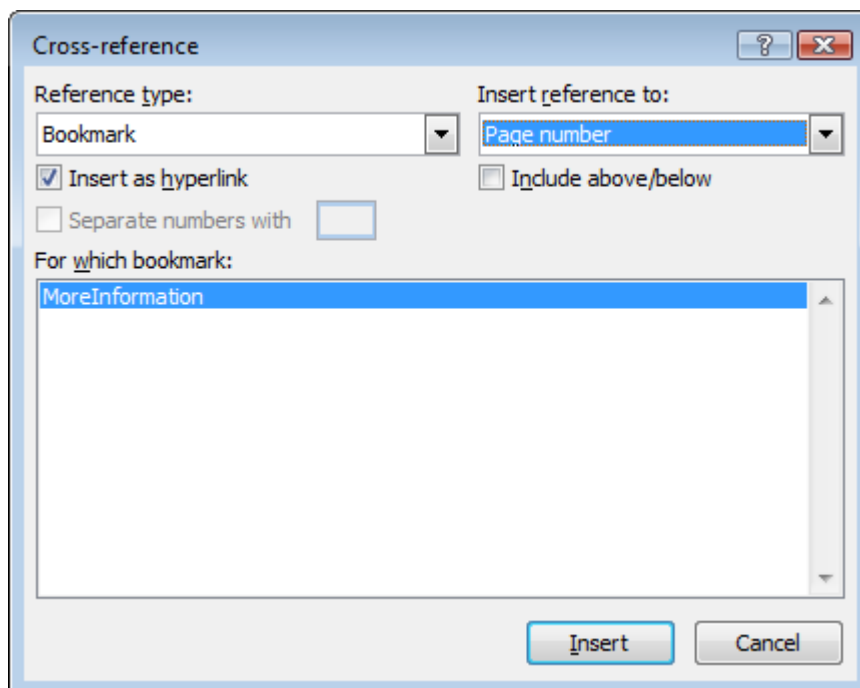 Cross-reference
Reference type:
Insert reference to:
Bookmark
Page number
Insert as hyperlink
Include above/below
Separate numbers with
For which bookmark:
MoreInformation
Insert
Cancel